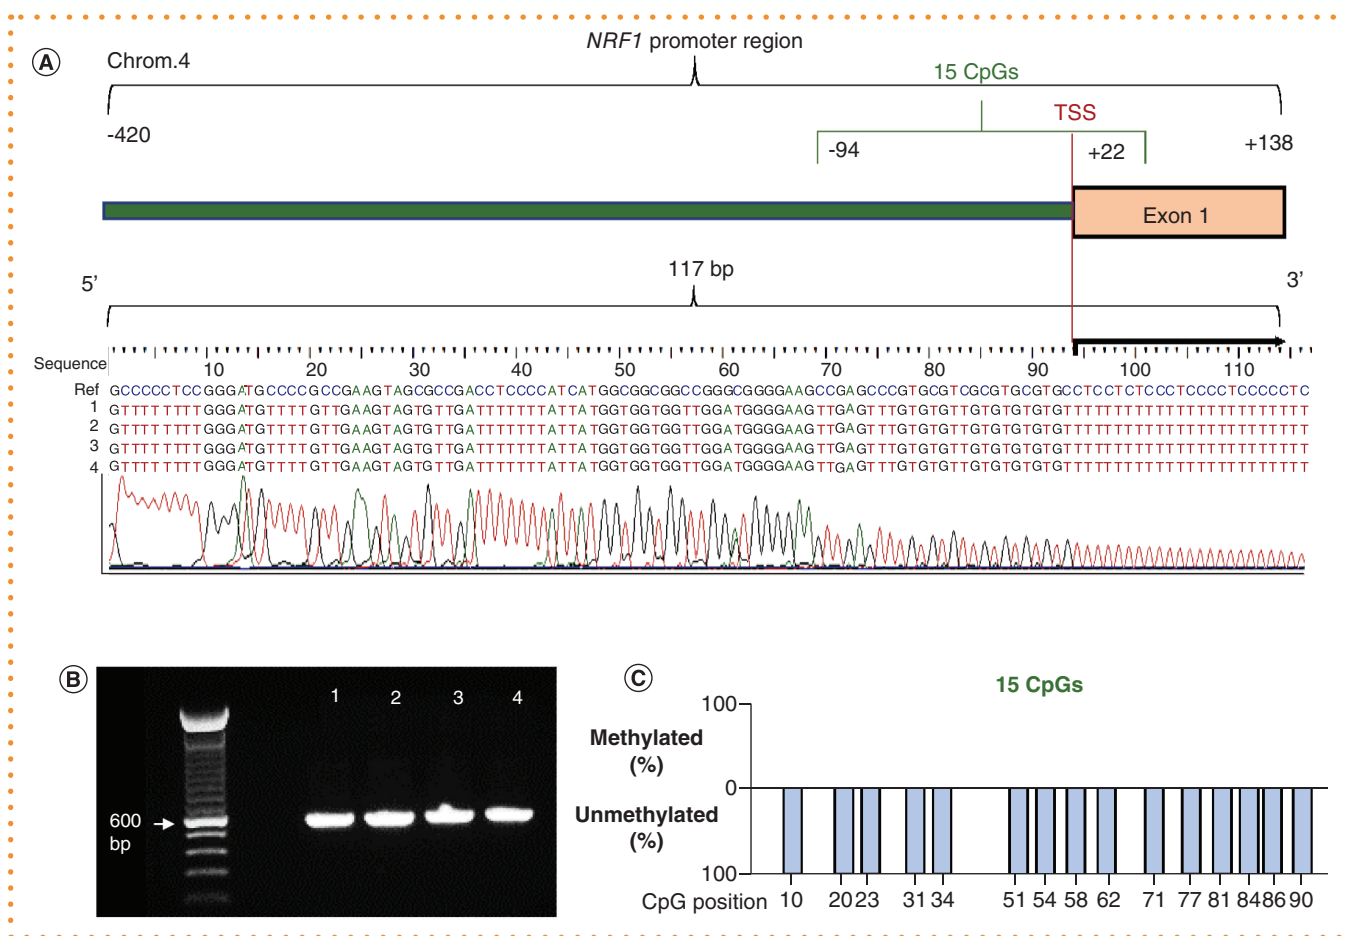 A
Chrom.4
NRF1 promoter region
15 CpGs
TSS
-420
-94
+22
+138
Exon 1
5’
117 bp
3’
Sequence
10 20 30 40 50 60 70 80 90 100 110
Ref GCCCCCTCCGGGATGCCCCGCCGAAGTAGCGCCGACCTCCCCATCATGGCGGCGGCCGGGCGGGGAAGCCGAGCCCGTGCGTCGCGTGCGTGCCTCCTCTCCCTCCCCTCCCCCTC
1 GTTTTTTTTGGGATGTTTTGTTGAAGTAGTGTTGATTTTTTTATTATGGTGGTGGTTGGATGGGGAAGTTGAGTTTGTGTGTTGTGTGTGTGTTTTTTTTTTTTTTTTTTTTTTTT
2 GTTTTTTTTGGGATGTTTTGTTGAAGTAGTGTTGATTTTTTTATTATGGTGGTGGTTGGATGGGGAAGTTGAGTTTGTGTGTTGTGTGTGTGTTTTTTTTTTTTTTTTTTTTTTTT
3 GTTTTTTTTGGGATGTTTTGTTGAAGTAGTGTTGATTTTTTTATTATGGTGGTGGTTGGATGGGGAAGTTGAGTTTGTGTGTTGTGTGTGTGTTTTTTTTTTTTTTTTTTTTTTTT
4 GTTTTTTTTGGGATGTTTTGTTGAAGTAGTGTTGATTTTTTTATTATGGTGGTGGTTGGATGGGGAAGTTGAGTTTGTGTGTTGTGTGTGTGTTTTTTTTTTTTTTTTTTTTTTTT
B
1 2 3 4
600
bp
C
15 CpGs
100
Methylated
(%)
0
Unmethylated
(%)
100
CpG position 10 20 23 31 34 51 54 58 62 71 77 81 84 86 90